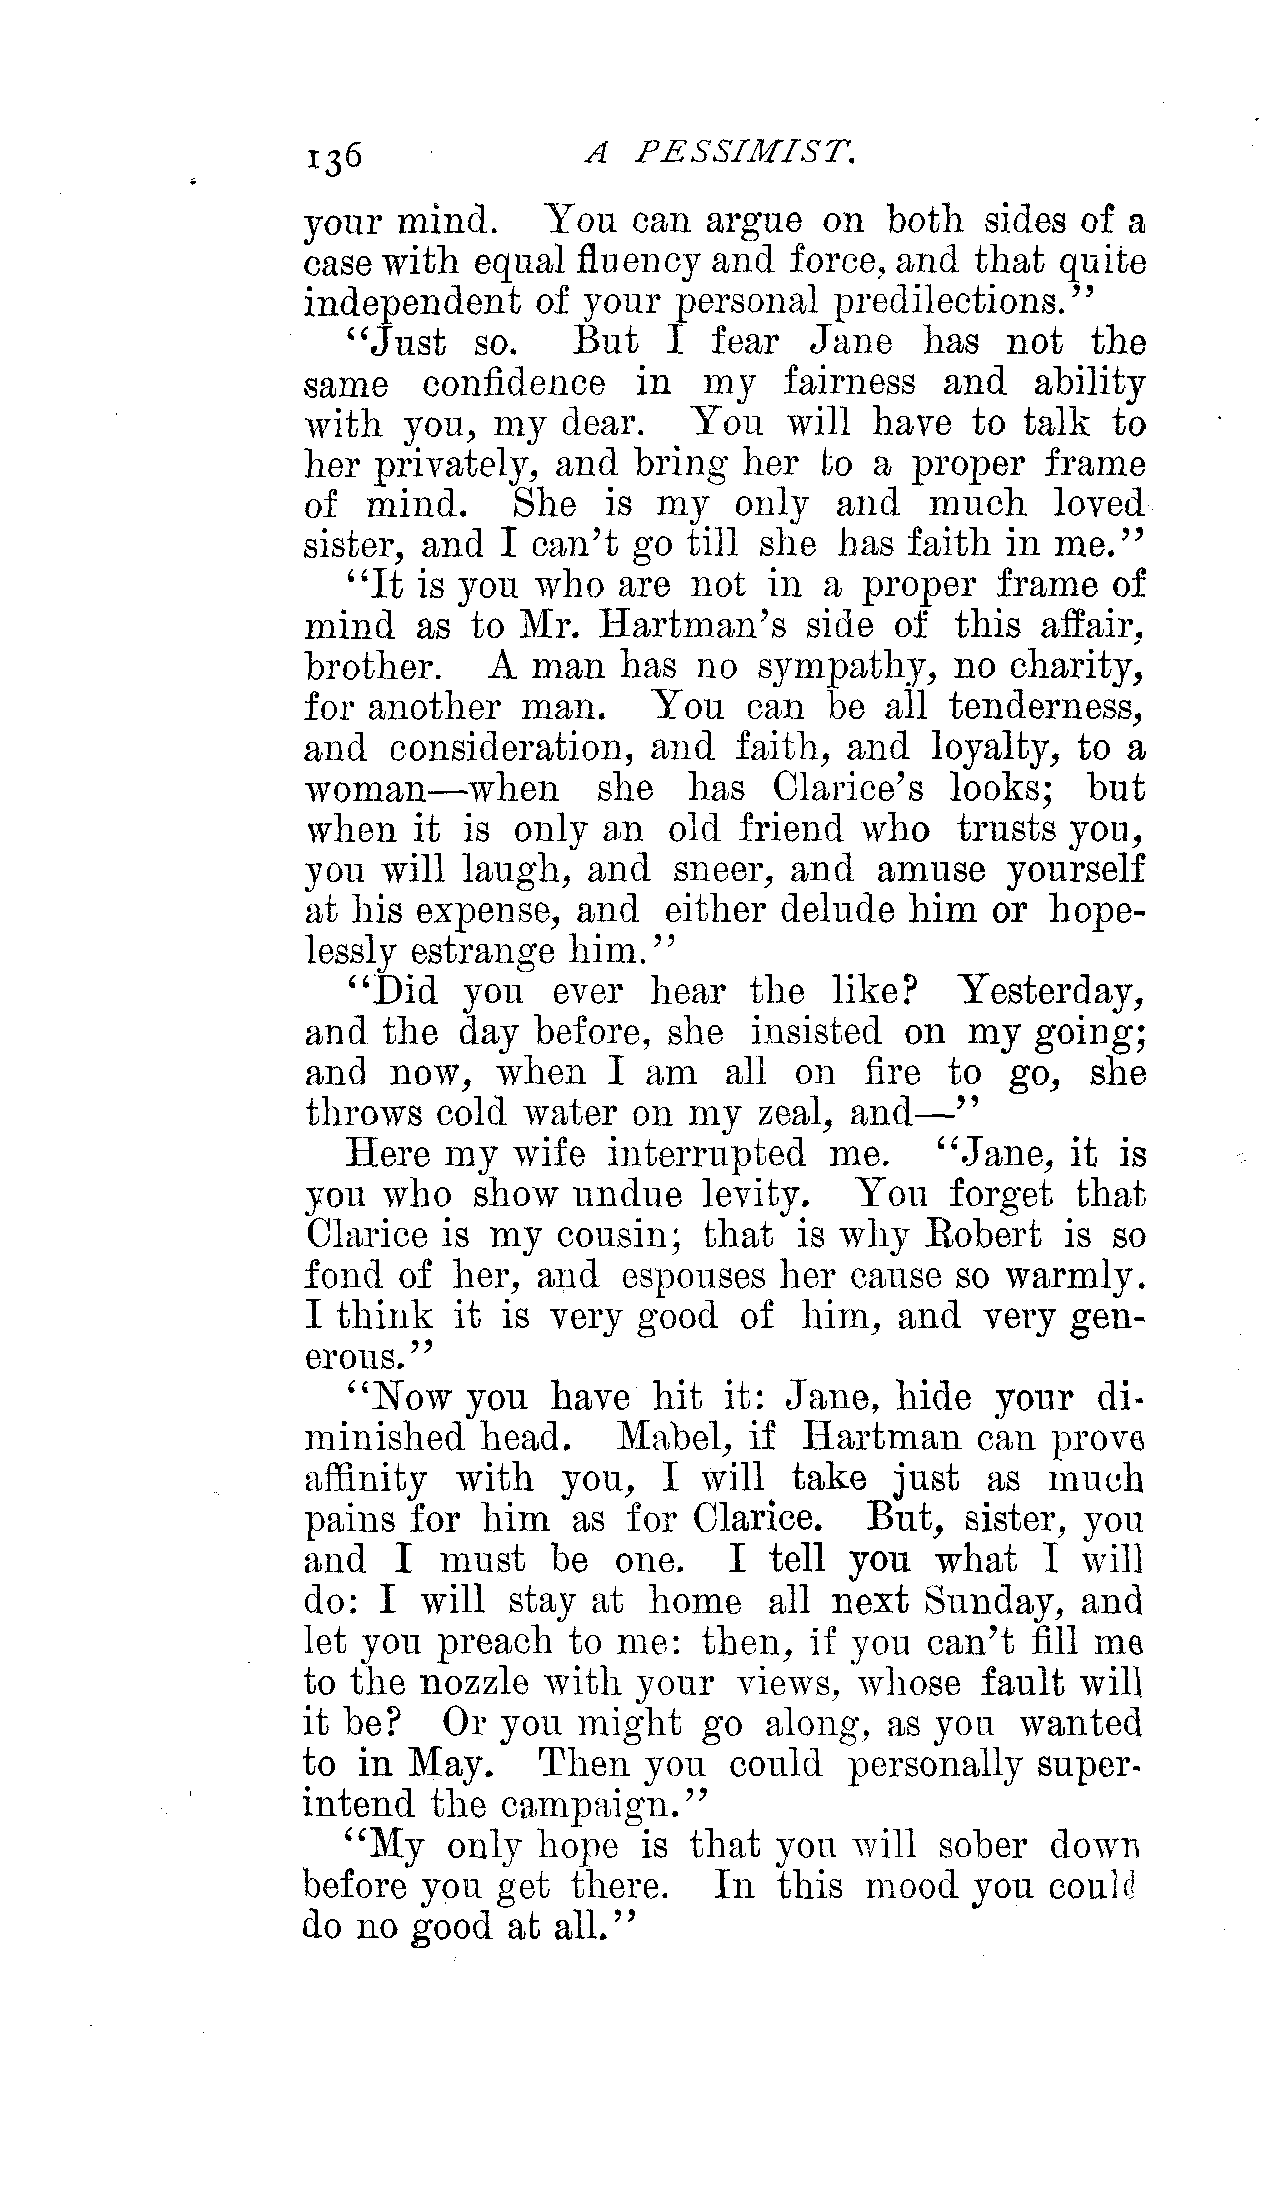 136 A PESSIMIST.
your mind. You can argue on both sides of a
case with equal fluency and force, and that quite
independent of your personal predilections."
"Just so. But I fear Jane has not the
same confidence in my fairness and ability
with you, my dear. You will have to talk to
her privately, and bring her to a proper frame
of mind. She is my only and much loved
sister, and I can't go till she has faith in me."
"It is you who are not in a proper frame of
mind as to Mr. Hartman's side of this affair,
brother. A man has no sympathy, no charity,
for another man. You can be all tenderness,
and consideration, and faith, and loyalty, to a
woman—when she has Clarice's looks; but
when it is only an old friend who trusts you,
you will laugh, and sneer, and amuse yourself
at his expense, and either delude him or hope-
lessly estrange him."
"Did you ever hear the like? Yesterday,
and the day before, she insisted on my going;
and now, when I am all on fire to go, she
throws cold water on my zeal, and—"
Here my wife interrupted me. "Jane, it is
you who show undue levity. You forget that
Clarice is my cousin; that is why Robert is so
fond of her, and espouses her cause so warmly.
I think it is very good of him, and very gen-
erous."
"Now you have hit it: Jane, hide your di-
minished head. Mabel, if Hartman can prove
affinity with you, I will take just as much
pains for him as for Clarice. But, sister, you
and I must be one. I tell you what I will
do: I will stay at home all next Sunday, and
let you preach to me: then, if you can't fill me
to the nozzle with your views, whose fault will
it be? Or you might go along, as you wanted
to in May. Then you could personally super-
intend the campaign."
"My only hope is that you will sober down
before you get there. In this mood you could
do no good at all."